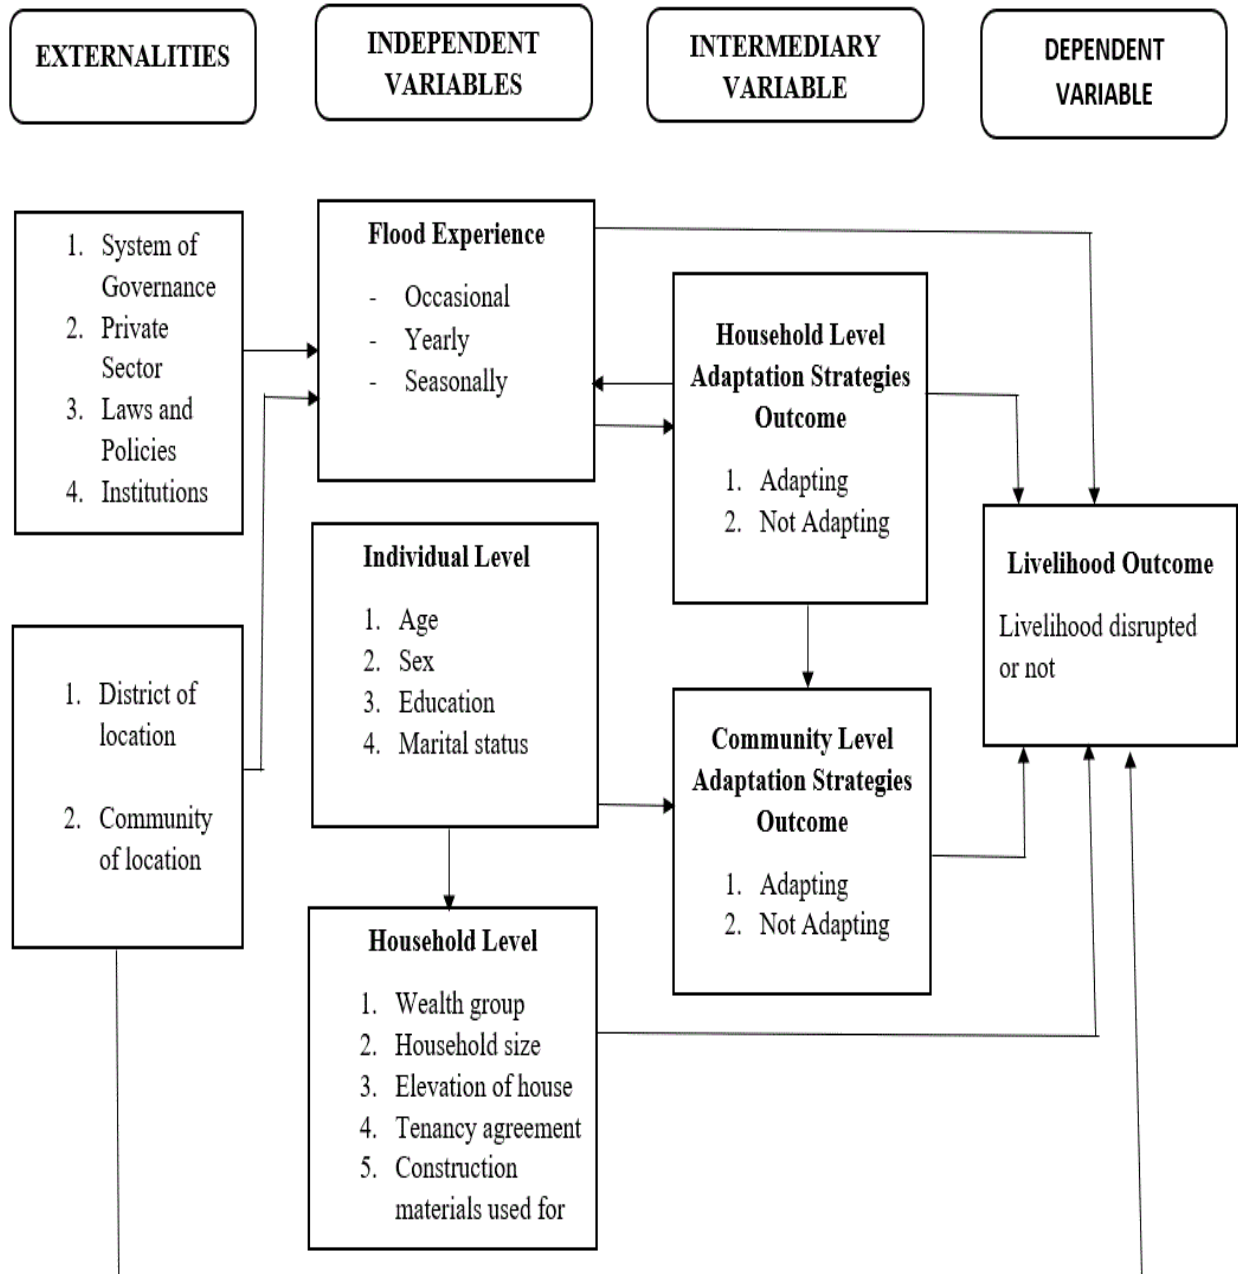 EXTERNALITIES
INDEPENDENT
VARIABLES
INTERMEDIARY
VARIABLE
DEPENDENT
VARIABLE
1. System of
Governance
2. Private
Sector
3. Laws and
Policies
4. Institutions
1. District of
location
2. Community
of location
Flood Experience
- Occasional
- Yearly
- Seasonally
Individual Level
1. Age
2. Sex
3. Education
4. Marital status
Household Level
1. Wealth group
2. Household size
3. Elevation of house
4. Tenancy agreement
5. Construction
materials used for
Household Level
Adaptation Strategies
Outcome
1. Adapting
2. Not Adapting
Community Level
Adaptation Strategies
Outcome
1. Adapting
2. Not Adapting
Livelihood Outcome
Livelihood disrupted
or not